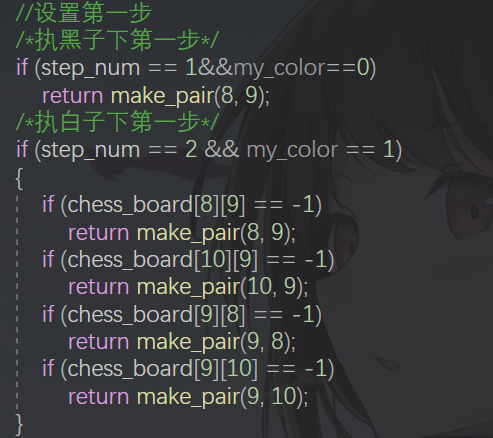 //设置第一步
/*执黑子下第一步*/
if (step_num == 1&&my_color==0)
return make_pair(8, 9);
/*执白子下第一步*/
if (step_num == 2 && my_color == 1)
{
if (chess_board[8][9] == -1)
return make_pair(8, 9);
if (chess_board[10][9] == -1)
return make_pair(10, 9);
if (chess_board[9][8] == -1)
return make_pair(9, 8);
if (chess_board[9][10] == -1)
return make_pair(9, 10);
}